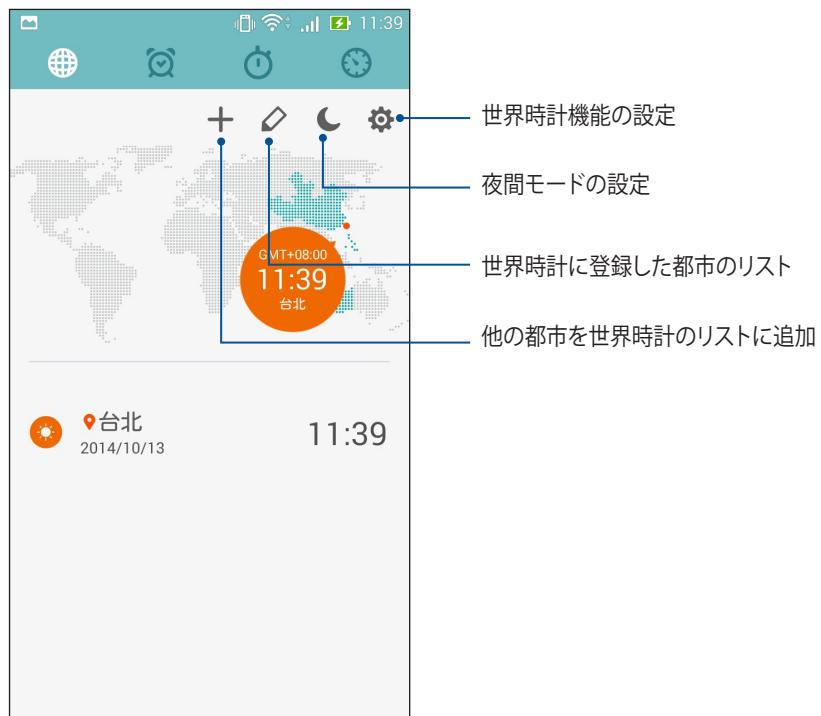 11:39
世界時計機能の設定
夜間モードの設定
GMT+08:00
11:39
台北
世界時計に登録した都市のリスト
他の都市を世界時計のリストに追加
台北
2014/10/13
11:39